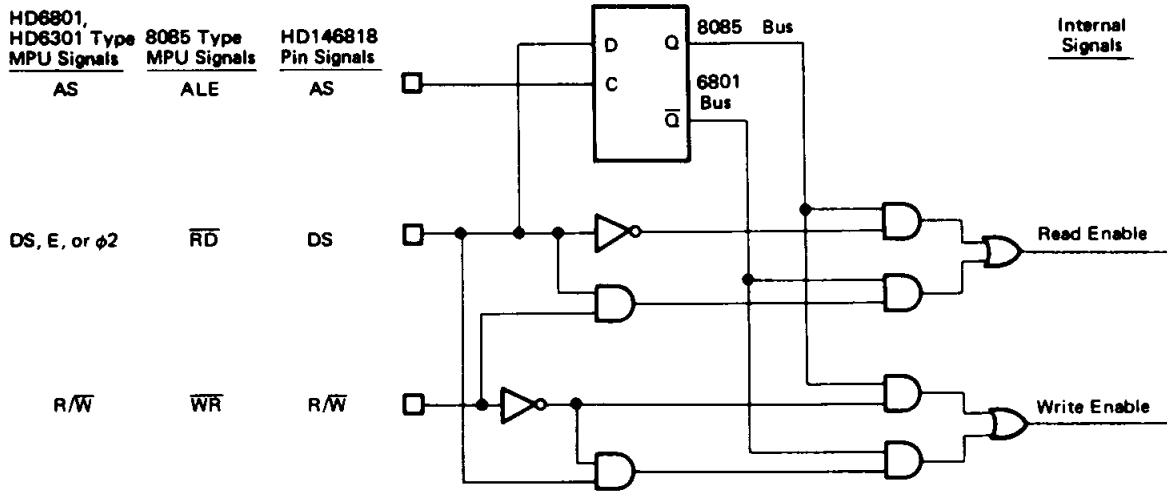 HD6801,
HD6301 Type
MPU Signals
8085 Type
MPU Signals
HD146818
Pin Signals
Internal
Signals
AS
ALE
AS
D
Q
C
Q̅
8085 Bus
6801
Bus
DS, E, or ϕ2
R̅D̅
DS
Read Enable
R/W̅
W̅R̅
R/W̅
Write Enable